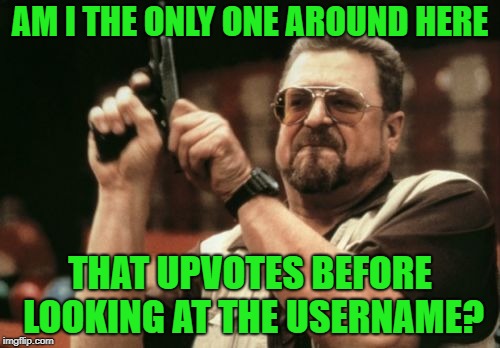 AM I THE ONLY ONE AROUND HERE
THAT UPVOTES BEFORE
LOOKING AT THE USERNAME?
imgflip.com